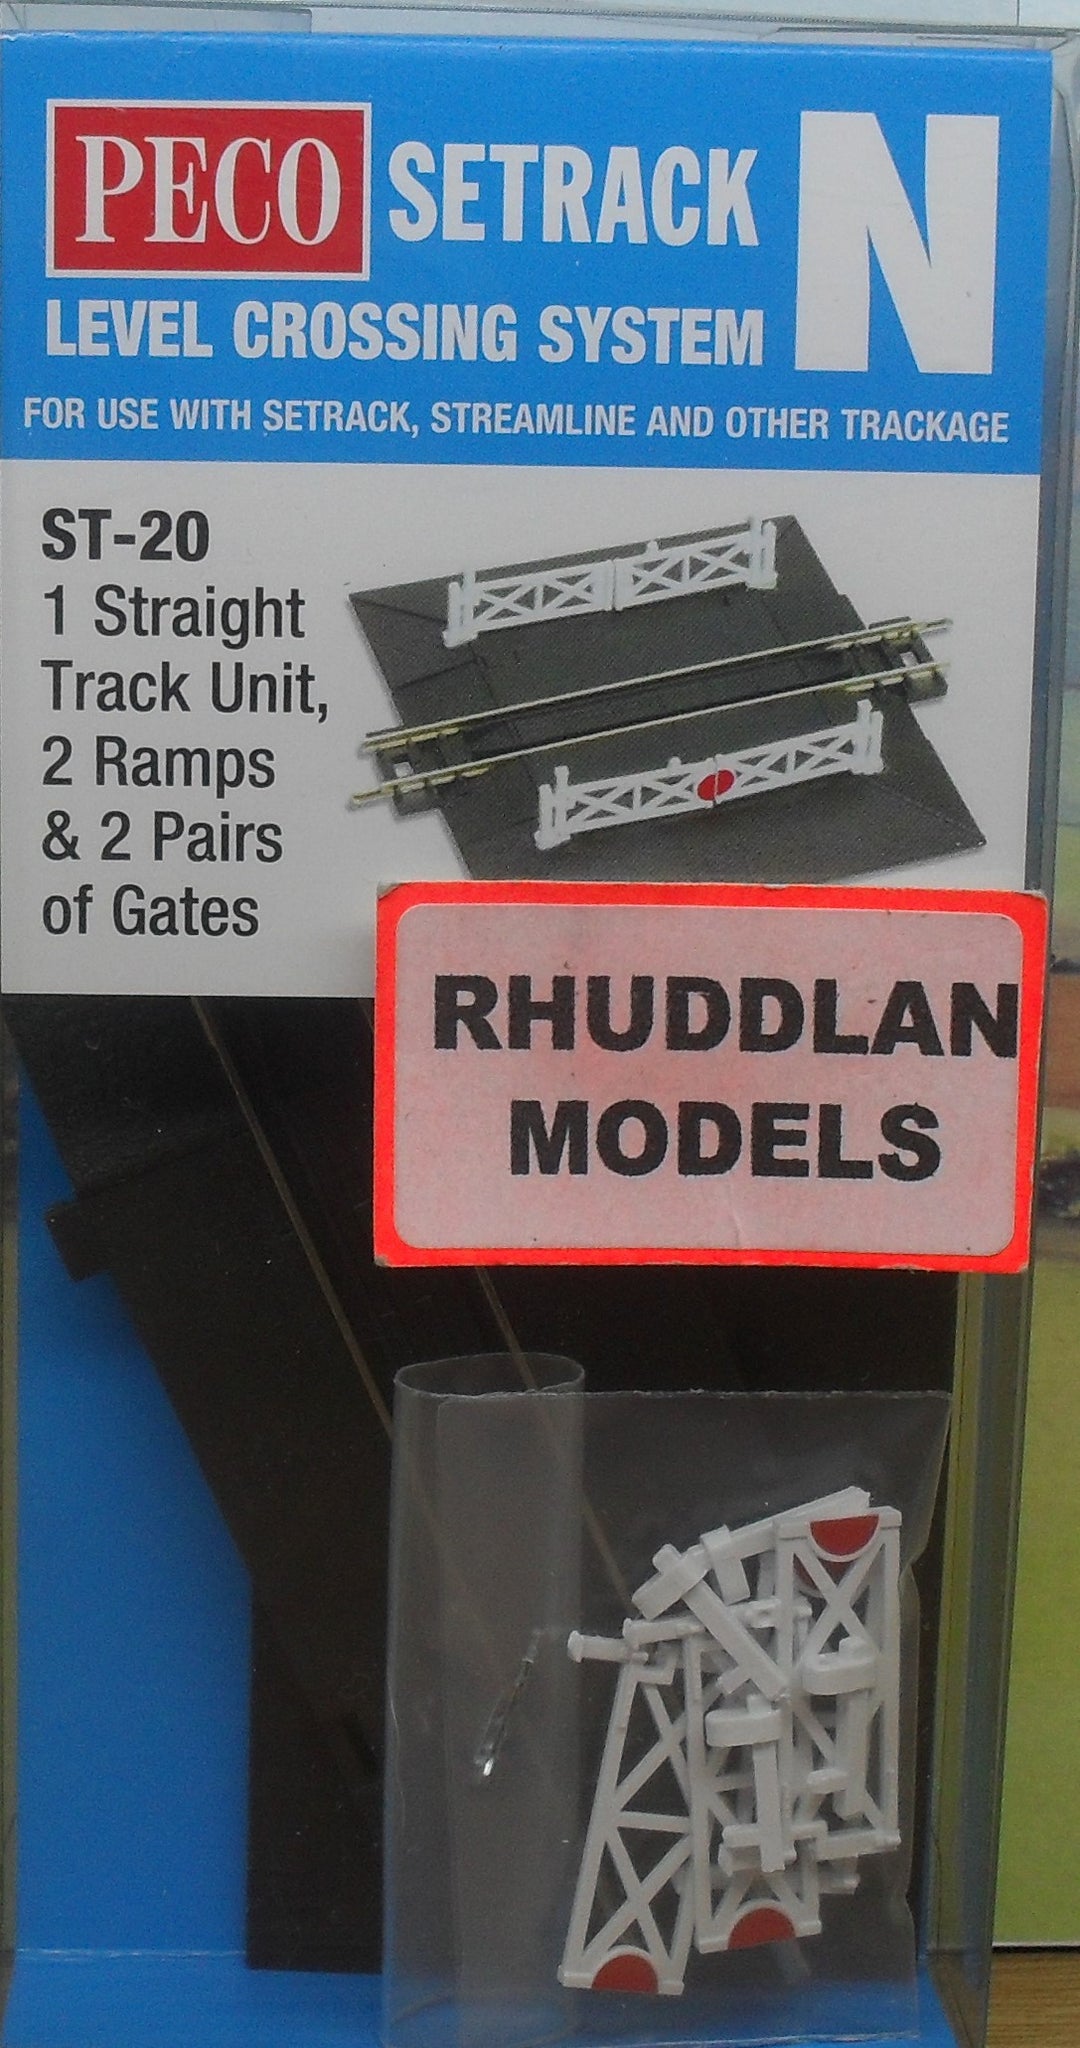 PECO SETRACK N
LEVEL CROSSING SYSTEM
FOR USE WITH SETRACK, STREAMLINE AND OTHER TRACKAGE
ST-20
1 Straight
Track Unit,
2 Ramps
& 2 Pairs
of Gates
RHUDDLAN
MODELS